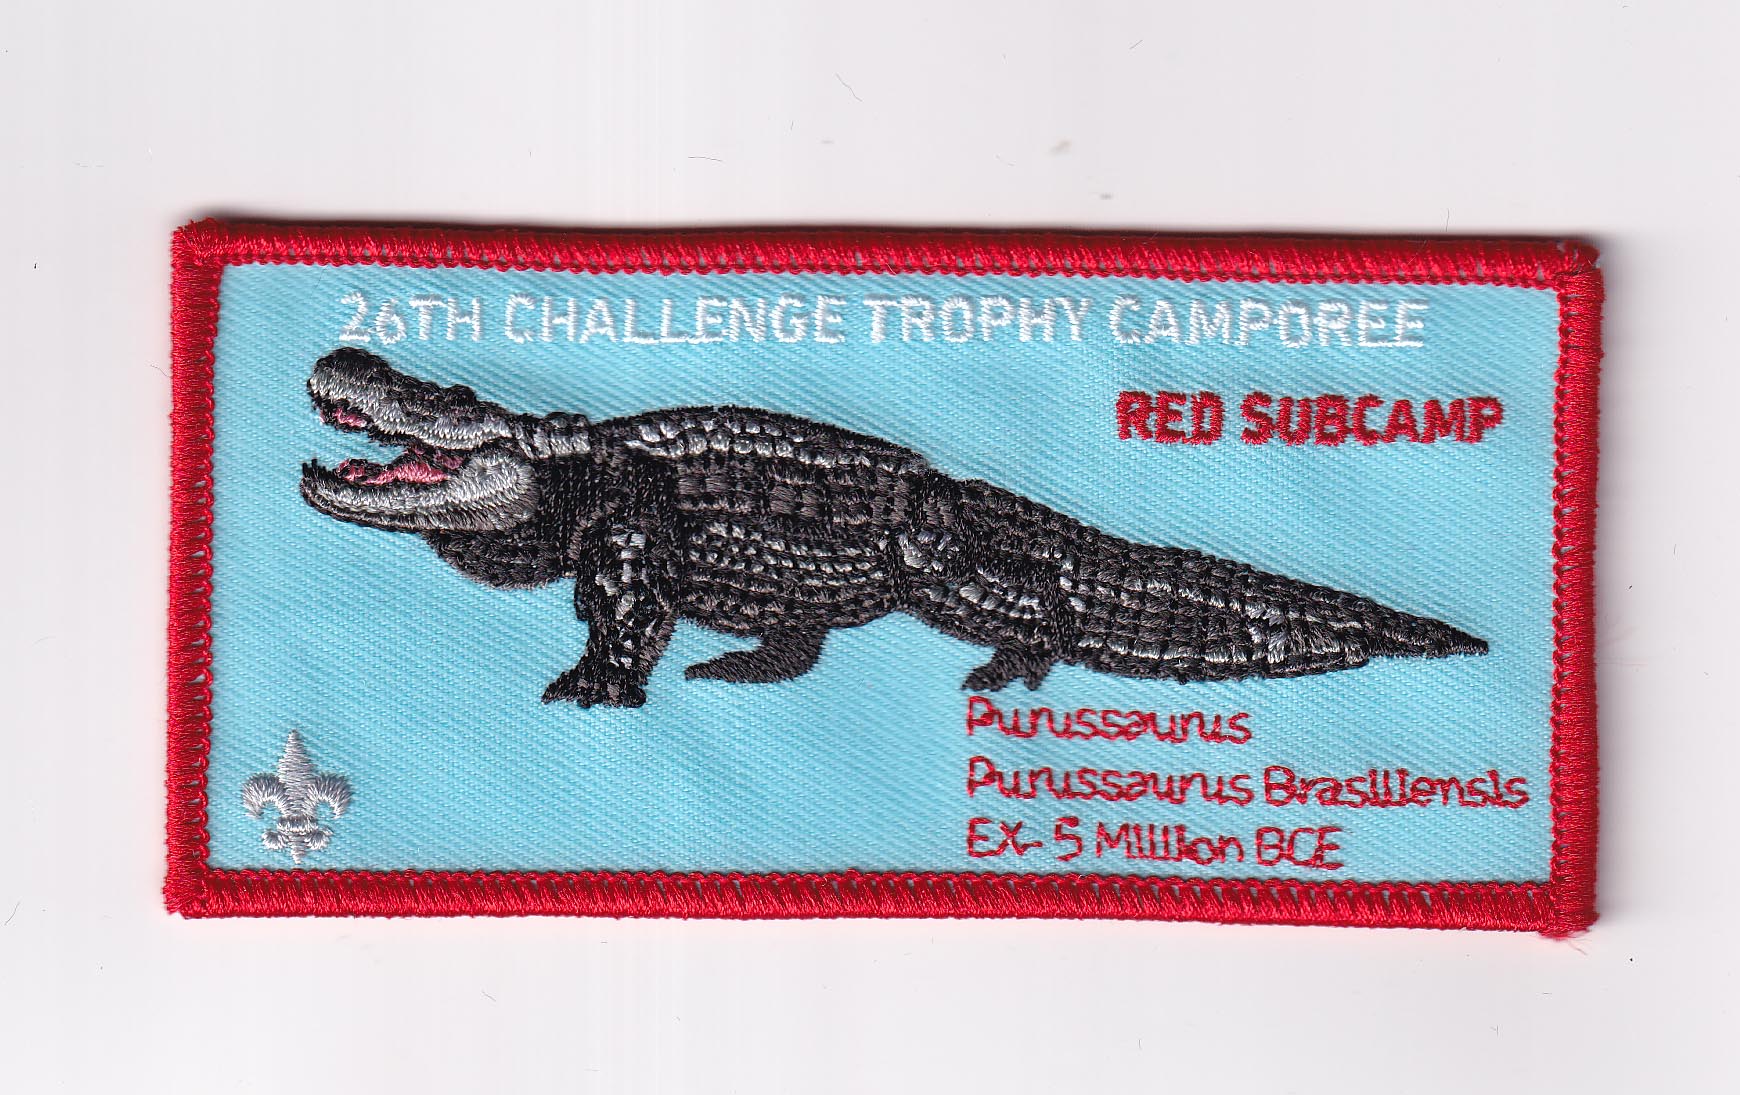 26TH CHALLENGE TROPHY CAMPOREE
RED SUBCAMP
Purussaurus
Purussaurus Brasiliensis
EX- 5 Million BCE